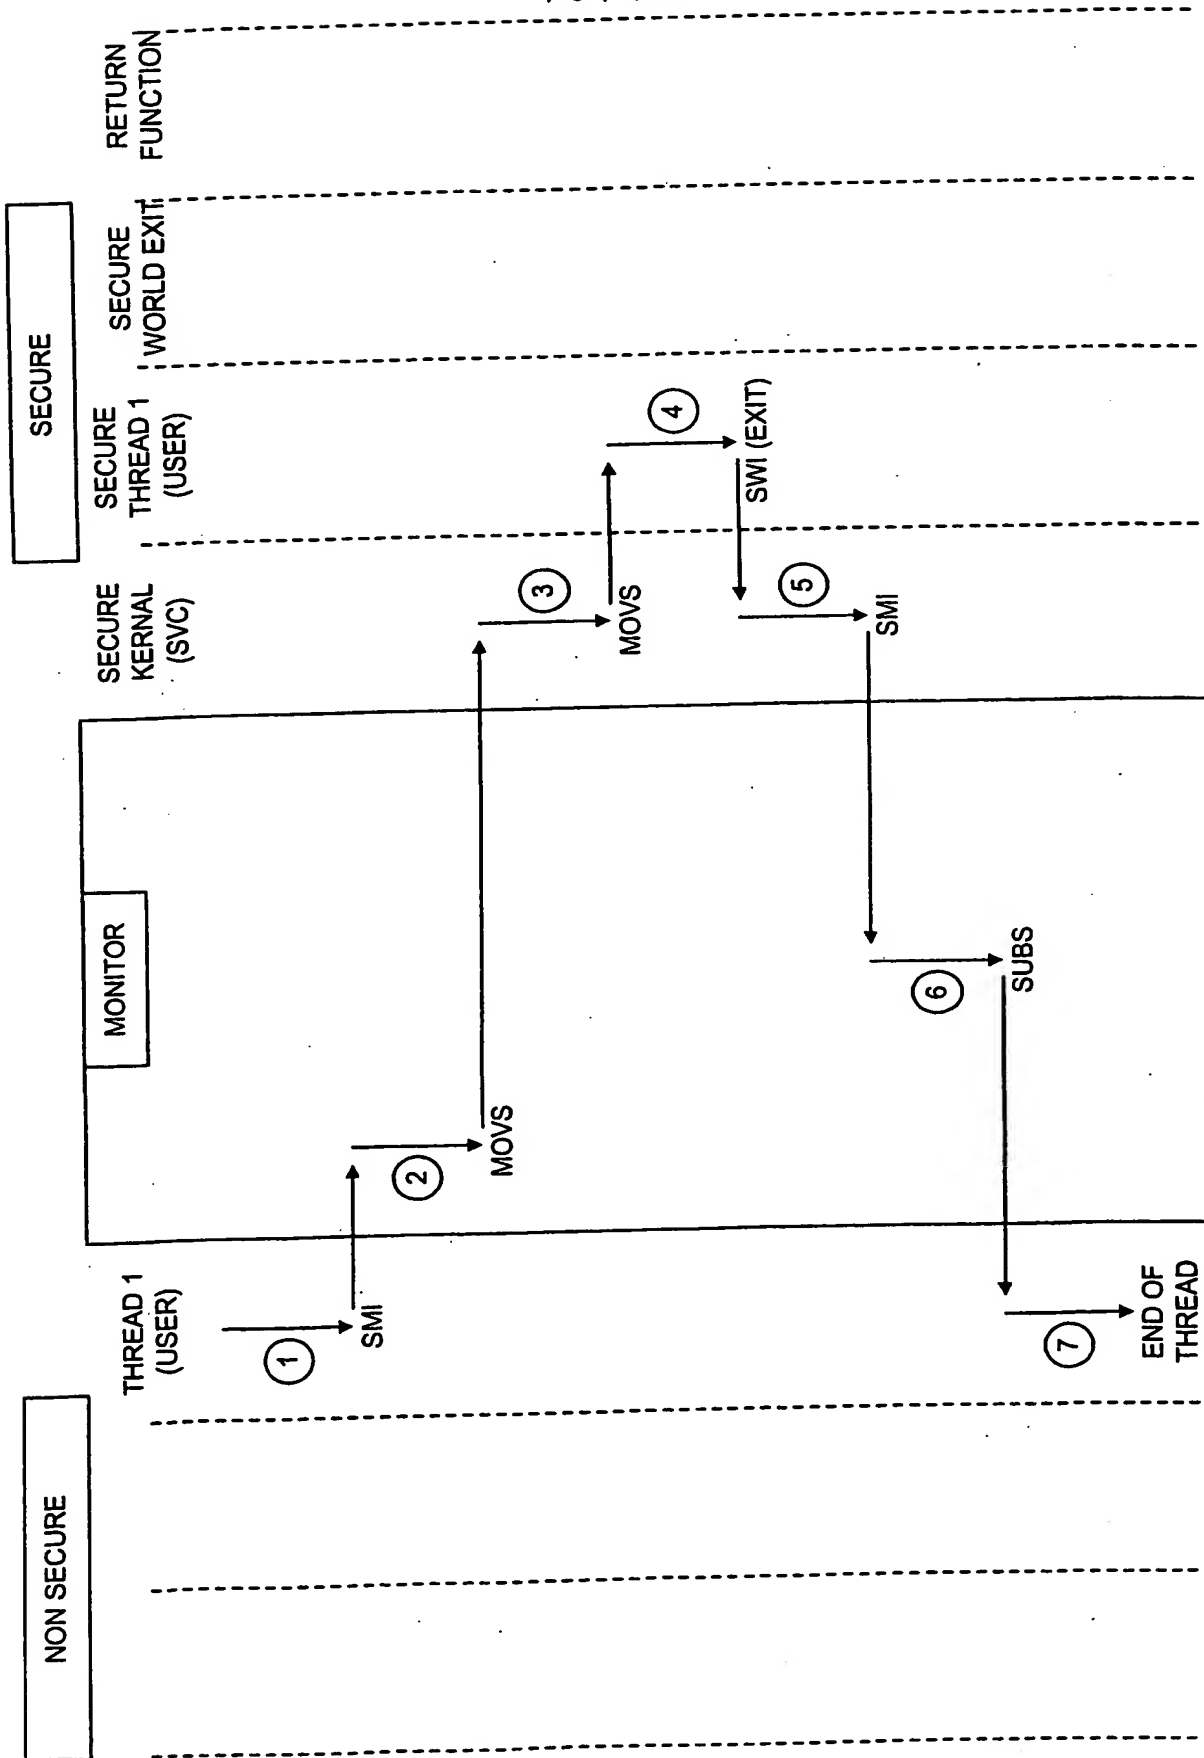 NON SECURE
MONITOR
SECURE
THREAD 1
(USER)
SECURE
KERNAL
(SVC)
SECURE
THREAD 1
(USER)
SECURE
WORLD EXIT
RETURN
FUNCTION
1
SMI
2
MOVS
3
MOVS
4
SWI (EXIT)
5
SMI
6
SUBS
7
END OF
THREAD